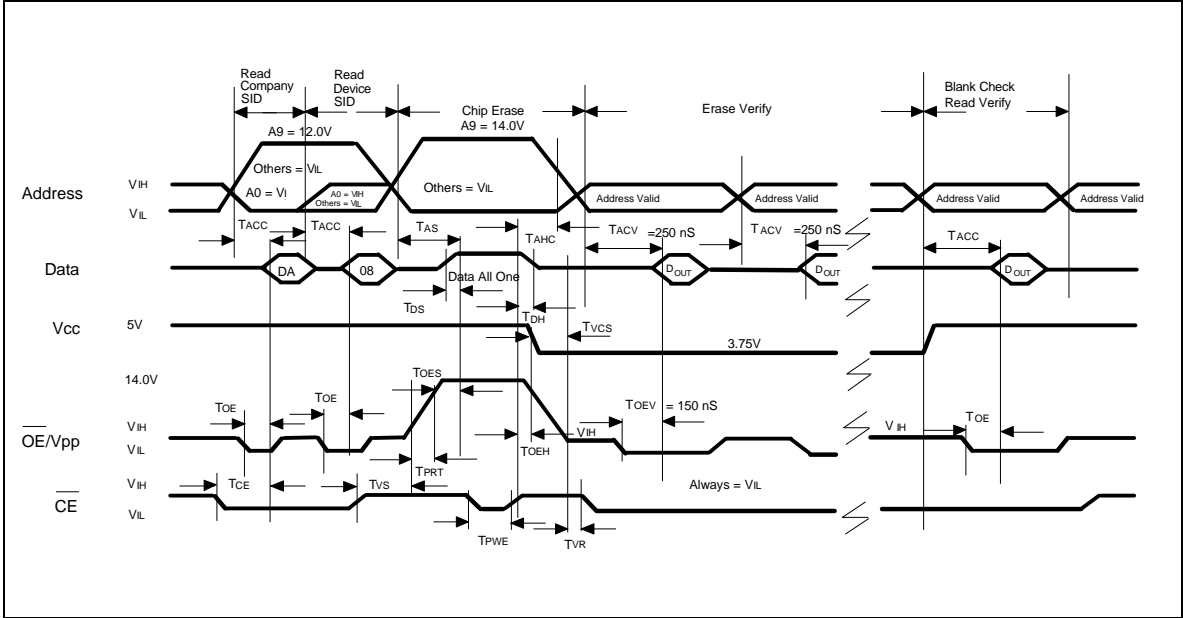 Read
Company
SID
Read
Device
SID
Chip Erase
A9 = 14.0V
Erase Verify
Blank Check
Read Verify
A9 = 12.0V
Others = VIL
A0 = VI
A0 = VIH
Others = VIL
Others = VIL
Address
VIH
VIL
Address Valid
Address Valid
Address Valid
Address Valid
TACC
TACC
TAS
TAHC
TACV =250 nS
TACV =250 nS
TACC
Data
DA
08
Data All One
DOUT
DOUT
DOUT
TDS
TDH
TVCS
Vcc
5V
3.75V
14.0V
TOES
TOE
TOE
TOEV = 150 nS
TOE
OE/Vpp
VIH
VIL
VIH
VIH
TOEH
TPRT
CE
VIH
VIL
TCE
TVS
Always = VIL
TPWE
TVR